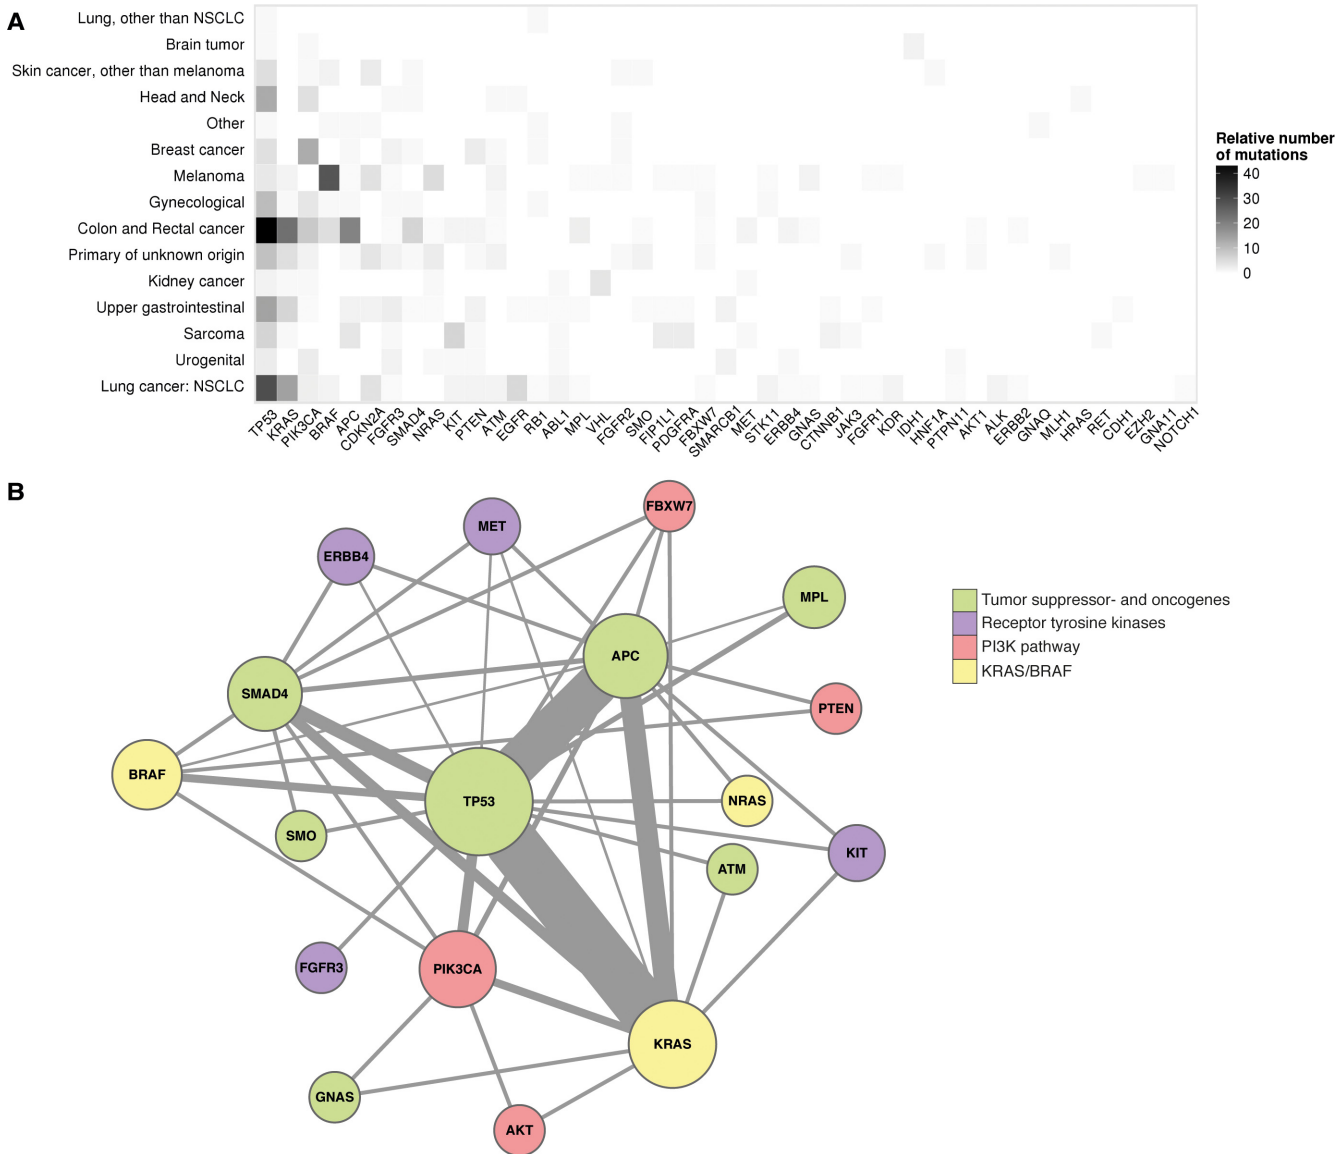 A
Lung, other than NSCLC
Brain tumor
Skin cancer, other than melanoma
Head and Neck
Other
Breast cancer
Melanoma
Gynecological
Colon and Rectal cancer
Primary of unknown origin
Kidney cancer
Upper gastrointestinal
Sarcoma
Urogenital
Lung cancer: NSCLC
TP53
KRAS
PIK3CA
BRAF
APC
CDKN2A
FGFR3
SMAD4
NRAS
KIT
PTEN
ATM
EGFR
RB1
ABL1
MPL
VHL
FGFR2
SMO
FIP1L1
PDGFRA
FBXW7
SMARCB1
MET
STK11
ERBB4
GNAS
CTNNB1
JAK3
FGFR1
KDR
IDH1
HNF1A
PTPN11
AKT1
ALK
ERBB2
GNAQ
MLH1
HRAS
RET
CDH1
EZH2
GNA11
NOTCH1
Relative number
of mutations
40
30
20
10
0
B
FBXW7
MET
ERBB4
MPL
APC
SMAD4
PTEN
BRAF
TP53
NRAS
SMO
KIT
ATM
FGFR3
PIK3CA
KRAS
GNAS
AKT
Tumor suppressor- and oncogenes
Receptor tyrosine kinases
PI3K pathway
KRAS/BRAF